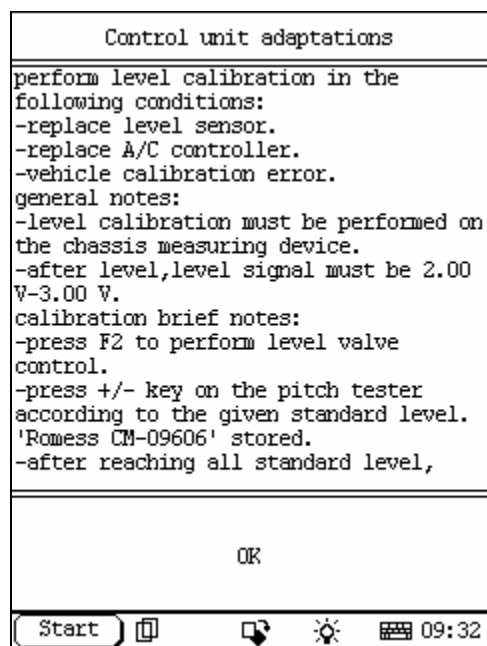 Control unit adaptations
perform level calibration in the
following conditions:
-replace level sensor.
-replace A/C controller.
-vehicle calibration error.
general notes:
-level calibration must be performed on
the chassis measuring device.
-after level,level signal must be 2.00
V-3.00 V.
calibration brief notes:
-press F2 to perform level valve
control.
-press +/- key on the pitch tester
according to the given standard level.
'Romess CM-09606' stored.
-after reaching all standard level,
OK
Start 09:32